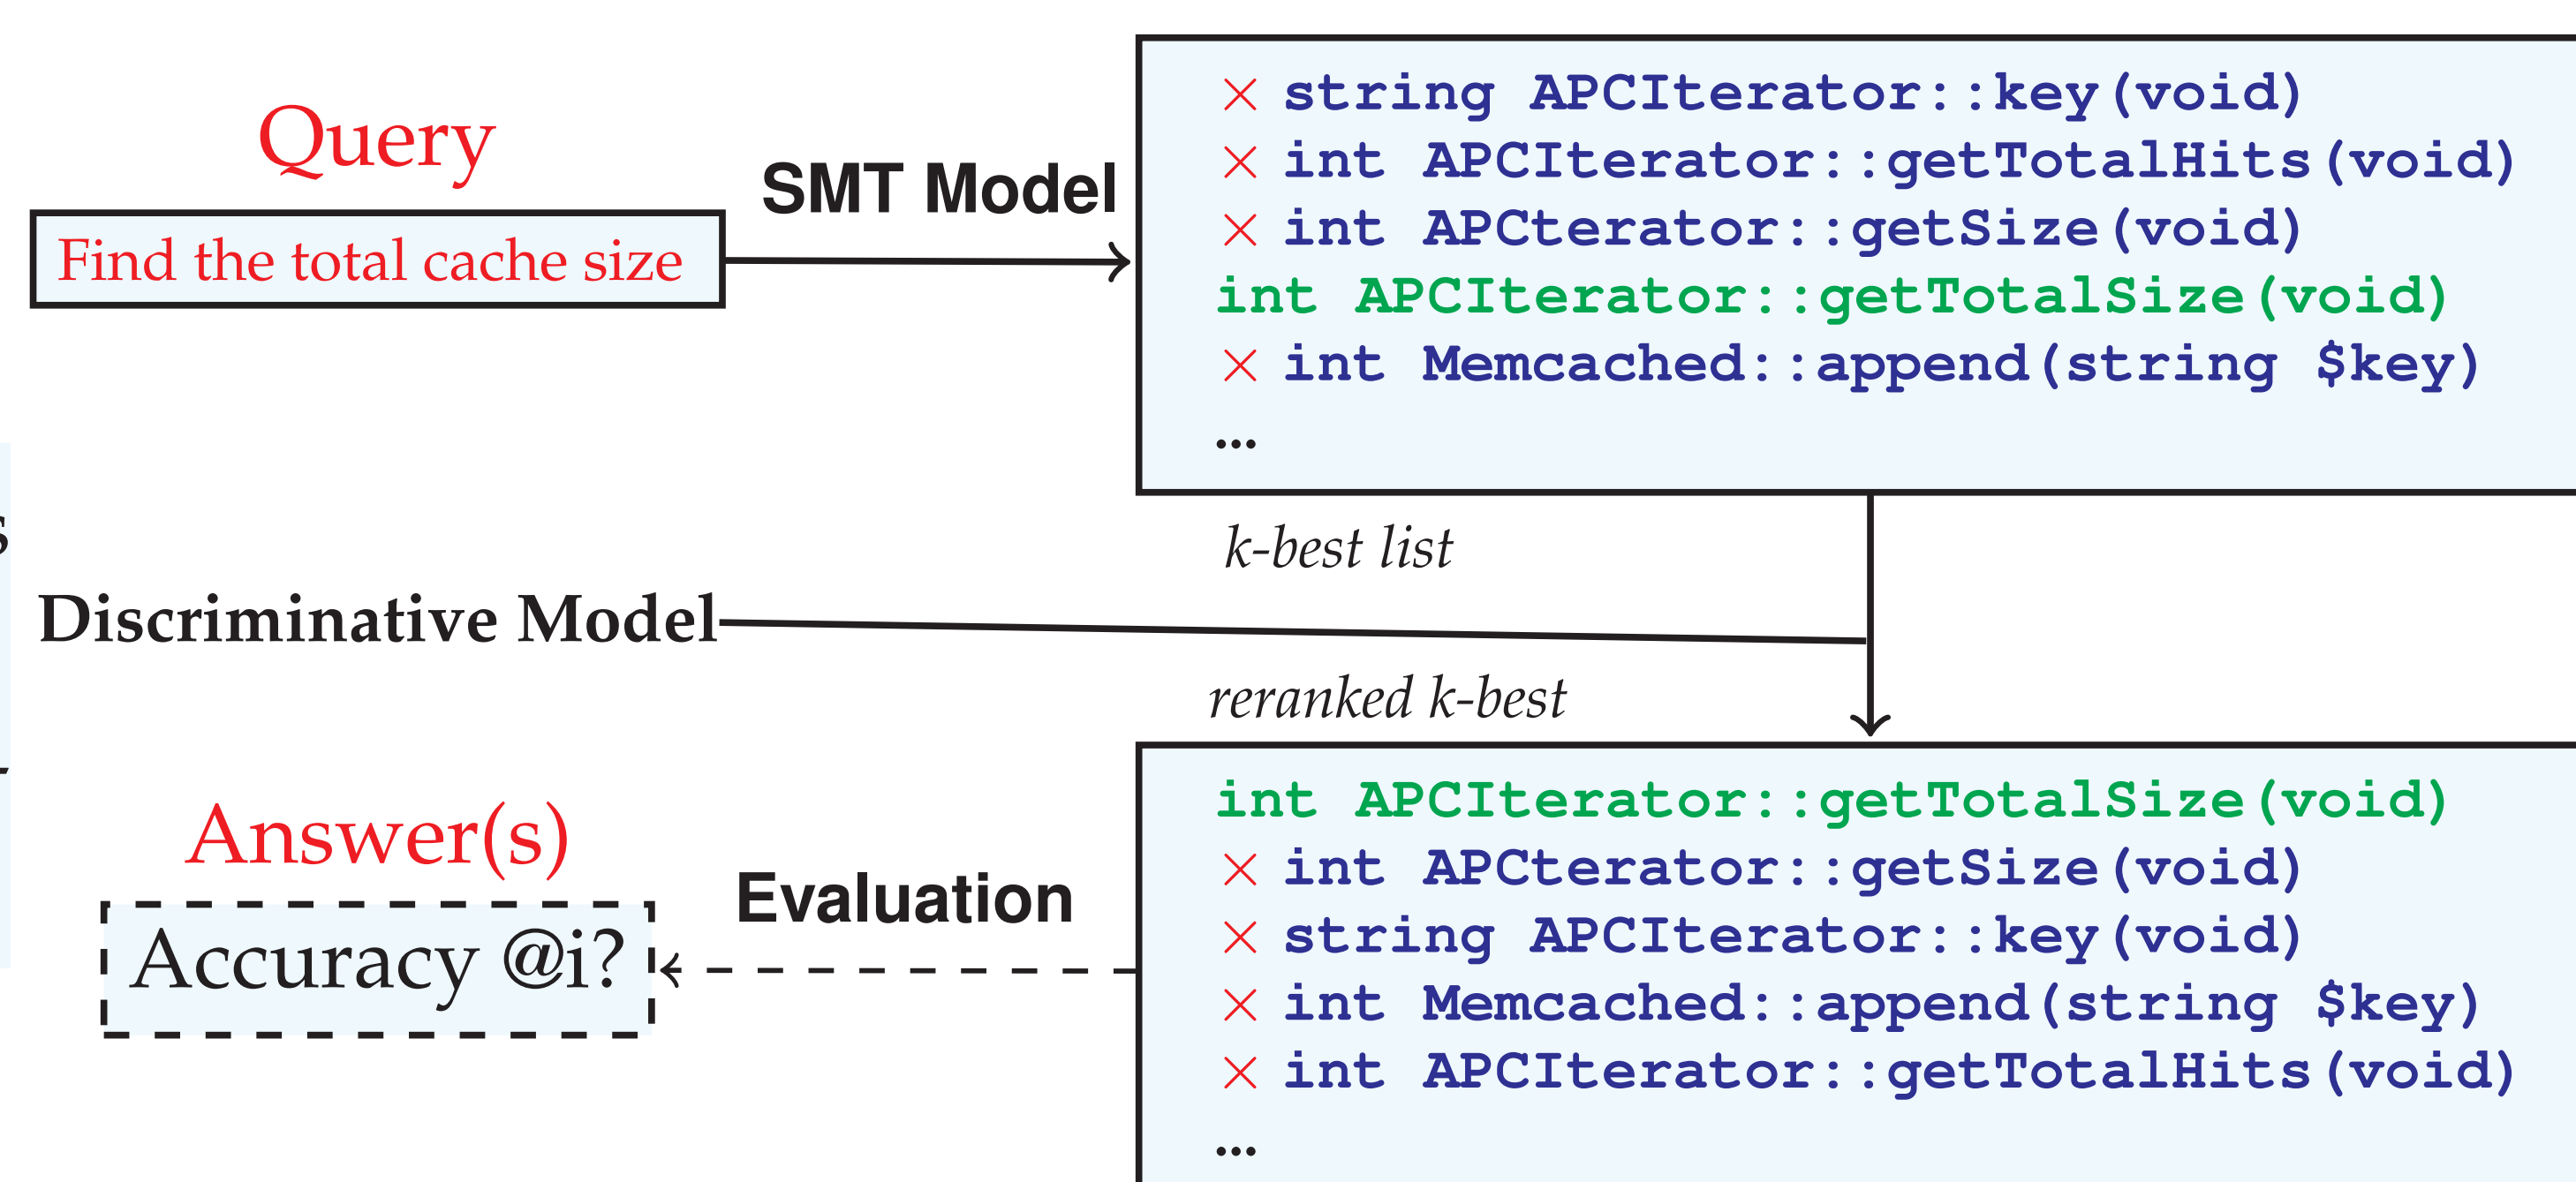 Query
Find the total cache size
SMT Model
× string APCIterator::key(void)
× int APCIterator::getTotalHits(void)
× int APCterator::getSize(void)
int APCIterator::getTotalSize(void)
× int Memcached::append(string $key)
...
k-best list
Discriminative Model
reranked k-best
int APCIterator::getTotalSize(void)
× int APCterator::getSize(void)
× string APCIterator::key(void)
× int Memcached::append(string $key)
× int APCIterator::getTotalHits(void)
...
Evaluation
Answer(s)
Accuracy @i?